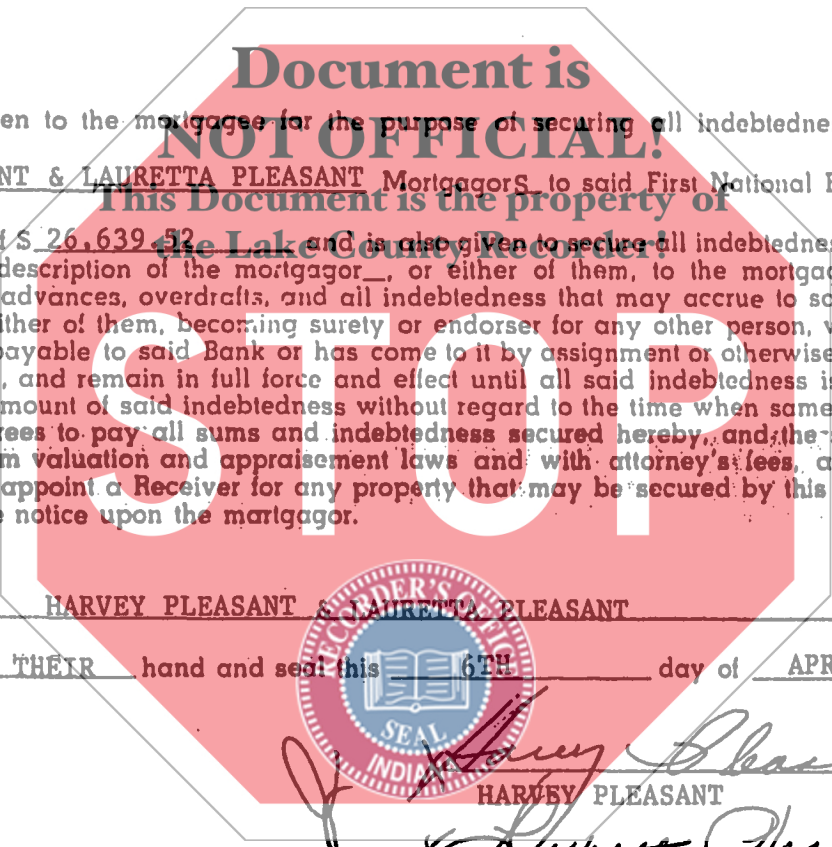 Document is
en to the mortgagee for the purpose of securing all indebtedne
NOT OFFICIAL!
NT & LAURETTA PLEASANT MortgagorS to said First National
This Document is the property of
f $ 26,639.52 and is also given to secure all indebtednes
the Lake County Recorder!
description of the mortgagor_, or either of them, to the mortgag
advances, overdrafts, and all indebtedness that may accrue to sa
ither of them, becoming surety or endorser for any other person,
payable to said Bank or has come to it by assignment or otherwise
, and remain in full force and effect until all said indebtedness i
mount of said indebtedness without regard to the time when same
rees to pay all sums and indebtedness secured hereby, and the
m valuation and appraisement laws and with attorney's fees, a
appoint a Receiver for any property that may be secured by this
e notice upon the mortgagor.
STOP
HARVEY PLEASANT & LAURETTA PLEASANT
RECORDER'S OFFICE
THEIR hand and seal this 6TH day of APR
SEAL
INDIANA
Harvey Pleas
HARVEY PLEASANT